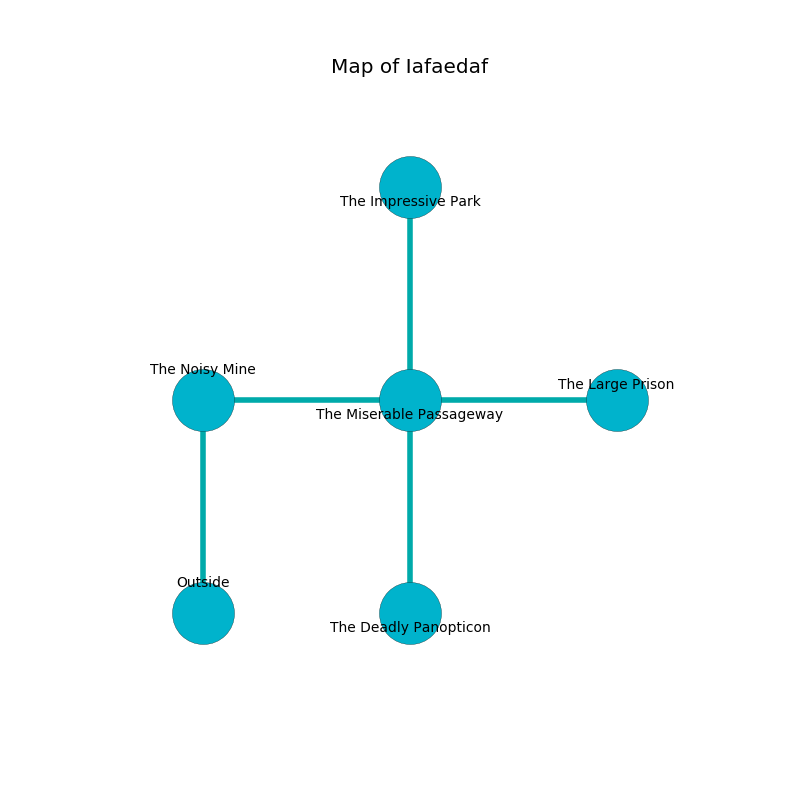 Map of Iafaedaf
The Impressive Park
The Noisy Mine
The Large Prison
The Miserable Passageway
Outside
The Deadly Panopticon